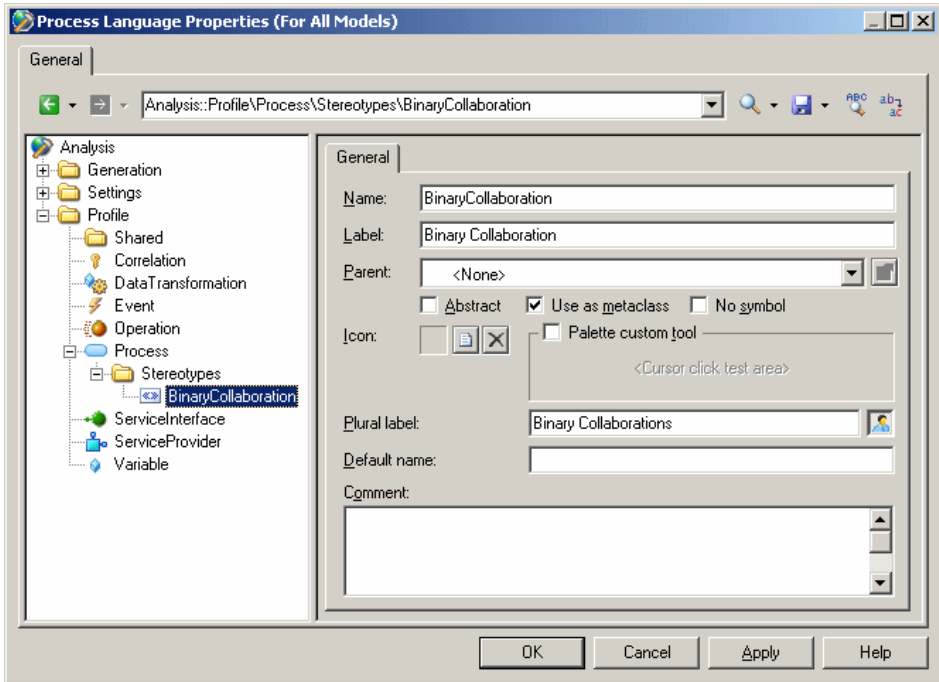 Process Language Properties (For All Models)
General
Analysis::Profile\Process\Stereotypes\BinaryCollaboration
ABC
ab
ac
Analysis
Generation
Settings
Profile
Shared
Correlation
DataTransformation
Event
Operation
Process
Stereotypes
BinaryCollaboration
ServiceInterface
ServiceProvider
Variable
General
Name: BinaryCollaboration
Label: Binary Collaboration
Parent: <None>
Abstract Use as metaclass No symbol
Icon: Palette custom tool
<Cursor click test area>
Plural label: Binary Collaborations
Default name:
Comment:
OK Cancel Apply Help